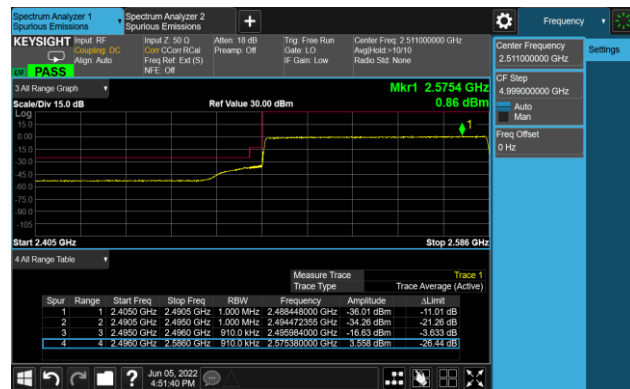 Spectrum Analyzer 1
Spurious Emissions
Spectrum Analyzer 2
Spurious Emissions
Frequency
KEYSIGHT
Input: RF
Coupling: DC
Align: Auto
Input Z: 50 Ω
Corr CCorr RCal
Freq Ref: Ext (S)
NFE: Off
Atten: 18 dB
Preamp: Off
Trig: Free Run
Gate: LO
IF Gain: Low
Center Freq: 2.511000000 GHz
Avg|Hold:>10/10
Radio Std: None
PASS
Center Frequency
2.511000000 GHz
Settings
CF Step
4.999000000 GHz
Auto
Man
Freq Offset
0 Hz
3 All Range Graph
Mkr1 2.5754 GHz
Scale/Div 15.0 dB
Ref Value 30.00 dBm
0.86 dBm
Log
15.0
0.00
-15.0
-30.0
-45.0
-60.0
-75.0
-90.0
-105
1
Start 2.405 GHz
Stop 2.586 GHz
4 All Range Table
Measure Trace Trace 1
Trace Type Trace Average (Active)
Spur Range Start Freq Stop Freq RBW Frequency Amplitude ΔLimit
1 1 2.4050 GHz 2.4905 GHz 1.000 MHz 2.488448000 GHz -36.01 dBm -11.01 dB
2 2 2.4905 GHz 2.4950 GHz 1.000 MHz 2.494472355 GHz -34.26 dBm -21.26 dB
3 3 2.4950 GHz 2.4960 GHz 910.0 kHz 2.495984000 GHz -16.63 dBm -3.633 dB
4 4 2.4960 GHz 2.5860 GHz 910.0 kHz 2.575380000 GHz 3.558 dBm -26.44 dB
Jun 05, 2022
4:51:40 PM